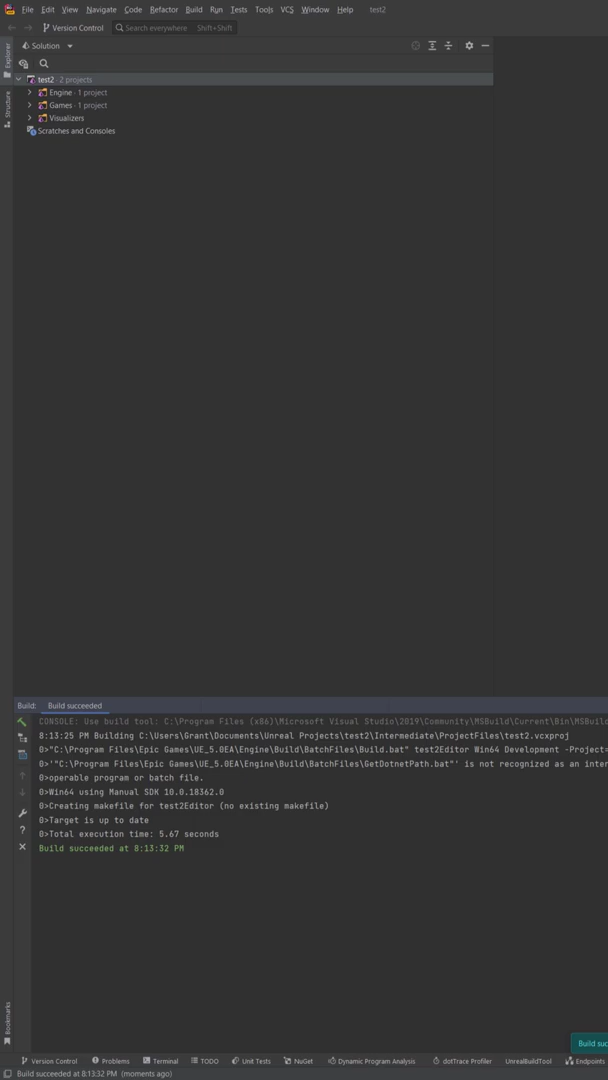 File Edit View Navigate Code Refactor Build Run Tests Tools VCS Window Help test2
Version Control Search everywhere Shift+Shift
Explorer
Solution
test2 · 2 projects
Engine · 1 project
Structure
Games · 1 project
Visualizers
Scratches and Consoles
Build: Build succeeded
CONSOLE: Use build tool: C:\Program Files (x86)\Microsoft Visual Studio\2019\Community\MSBuild\Current\Bin\MSBuil
8:13:25 PM Building C:\Users\Grant\Documents\Unreal Projects\test2\Intermediate\ProjectFiles\test2.vcxproj
0>"C:\Program Files\Epic Games\UE_5.0EA\Engine\Build\BatchFiles\Build.bat" test2Editor Win64 Development -Project=
0>'"C:\Program Files\Epic Games\UE_5.0EA\Engine\Build\BatchFiles\GetDotnetPath.bat"' is not recognized as an inter
0>operable program or batch file.
0>Win64 using Manual SDK 10.0.18362.0
0>Creating makefile for test2Editor (no existing makefile)
0>Target is up to date
0>Total execution time: 5.67 seconds
Build succeeded at 8:13:32 PM
Bookmarks
Build suc
Version Control Problems Terminal TODO Unit Tests NuGet Dynamic Program Analysis dotTrace Profiler UnrealBuildTool Endpoints
Build succeeded at 8:13:32 PM (moments ago)